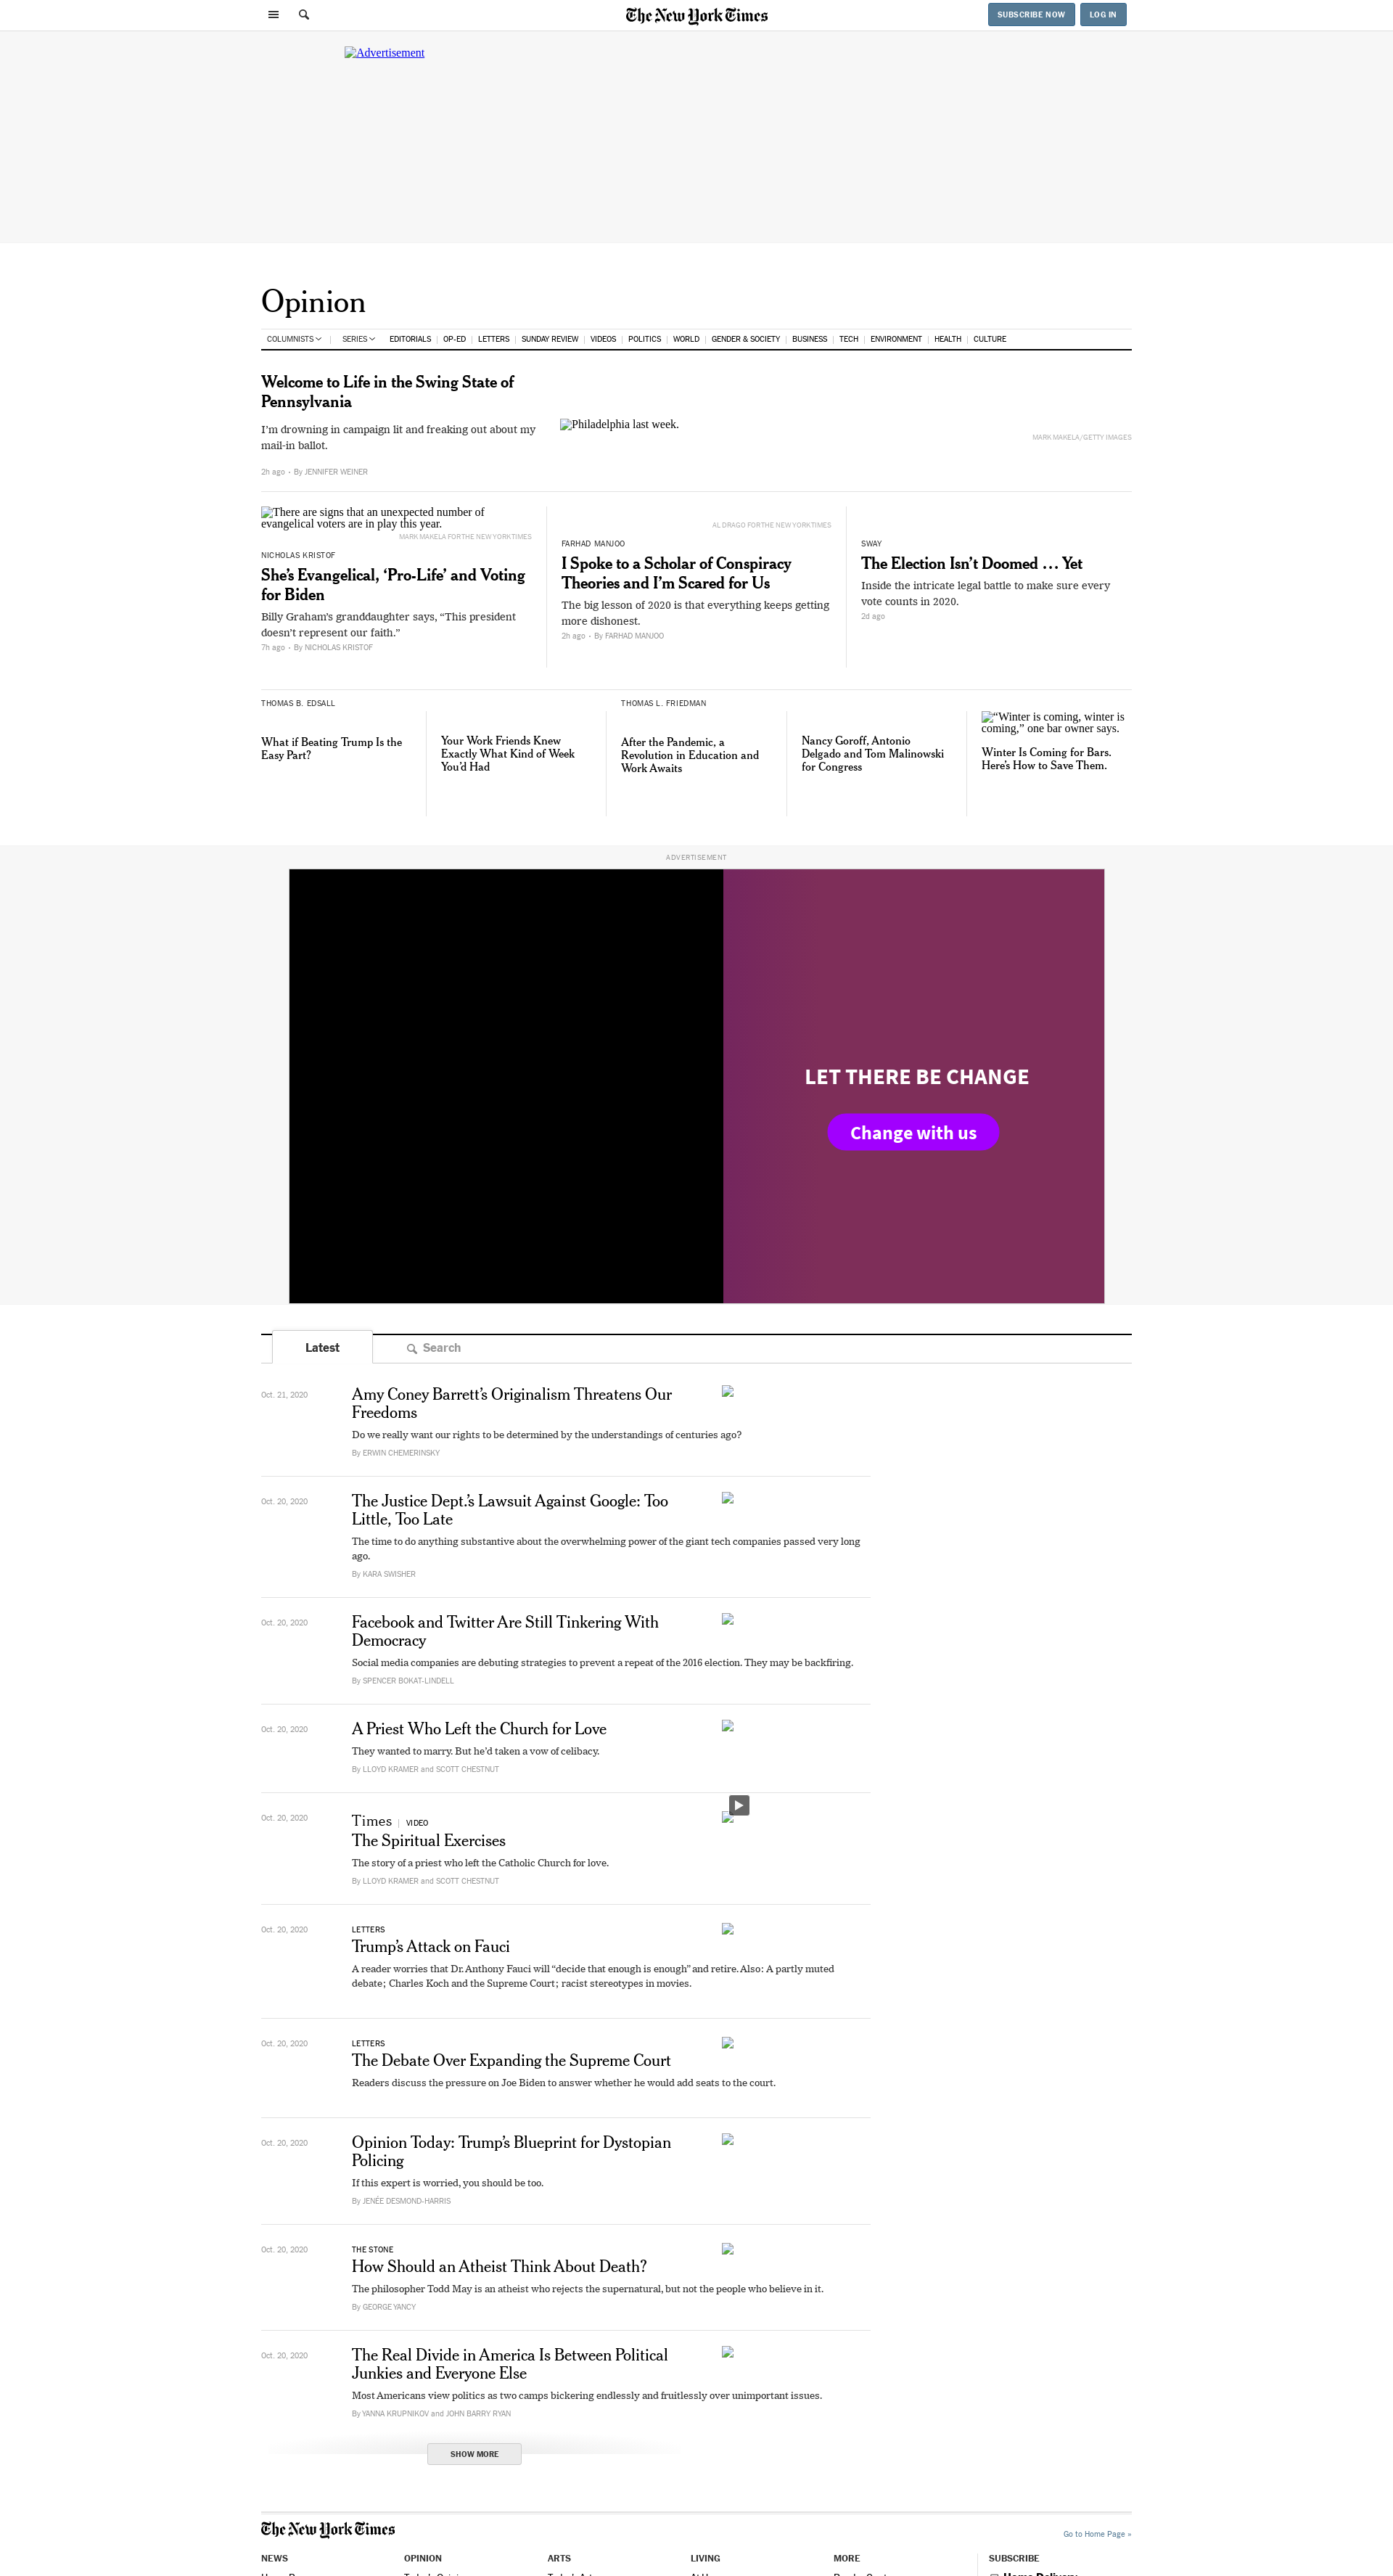 The New York Times
SUBSCRIBE NOW
LOG IN
Advertisement
Opinion
COLUMNISTS
SERIES
EDITORIALS
OP-ED
LETTERS
SUNDAY REVIEW
VIDEOS
POLITICS
WORLD
GENDER & SOCIETY
BUSINESS
TECH
ENVIRONMENT
HEALTH
CULTURE
Welcome to Life in the Swing State of
Pennsylvania
I’m drowning in campaign lit and freaking out about my
mail-in ballot.
2h ago • By JENNIFER WEINER
Philadelphia last week.
MARK MAKELA/GETTY IMAGES
There are signs that an unexpected number of
evangelical voters are in play this year.
MARK MAKELA FOR THE NEW YORK TIMES
NICHOLAS KRISTOF
She’s Evangelical, ‘Pro-Life’ and Voting
for Biden
Billy Graham’s granddaughter says, “This president
doesn’t represent our faith.”
7h ago • By NICHOLAS KRISTOF
AL DRAGO FOR THE NEW YORK TIMES
FARHAD MANJOO
I Spoke to a Scholar of Conspiracy
Theories and I’m Scared for Us
The big lesson of 2020 is that everything keeps getting
more dishonest.
2h ago • By FARHAD MANJOO
SWAY
The Election Isn’t Doomed … Yet
Inside the intricate legal battle to make sure every
vote counts in 2020.
2d ago
THOMAS B. EDSALL
What if Beating Trump Is the
Easy Part?
Your Work Friends Knew
Exactly What Kind of Week
You’d Had
THOMAS L. FRIEDMAN
After the Pandemic, a
Revolution in Education and
Work Awaits
Nancy Goroff, Antonio
Delgado and Tom Malinowski
for Congress
“Winter is coming, winter is
coming,” one bar owner says.
Winter Is Coming for Bars.
Here’s How to Save Them.
ADVERTISEMENT
LET THERE BE CHANGE
Change with us
Latest
Search
Oct. 21, 2020
Amy Coney Barrett’s Originalism Threatens Our
Freedoms
Do we really want our rights to be determined by the understandings of centuries ago?
By ERWIN CHEMERINSKY
Oct. 20, 2020
The Justice Dept.’s Lawsuit Against Google: Too
Little, Too Late
The time to do anything substantive about the overwhelming power of the giant tech companies passed very long
ago.
By KARA SWISHER
Oct. 20, 2020
Facebook and Twitter Are Still Tinkering With
Democracy
Social media companies are debuting strategies to prevent a repeat of the 2016 election. They may be backfiring.
By SPENCER BOKAT-LINDELL
Oct. 20, 2020
A Priest Who Left the Church for Love
They wanted to marry. But he’d taken a vow of celibacy.
By LLOYD KRAMER and SCOTT CHESTNUT
Oct. 20, 2020
Times | VIDEO
The Spiritual Exercises
The story of a priest who left the Catholic Church for love.
By LLOYD KRAMER and SCOTT CHESTNUT
Oct. 20, 2020
LETTERS
Trump’s Attack on Fauci
A reader worries that Dr. Anthony Fauci will “decide that enough is enough” and retire. Also: A partly muted
debate; Charles Koch and the Supreme Court; racist stereotypes in movies.
Oct. 20, 2020
LETTERS
The Debate Over Expanding the Supreme Court
Readers discuss the pressure on Joe Biden to answer whether he would add seats to the court.
Oct. 20, 2020
Opinion Today: Trump’s Blueprint for Dystopian
Policing
If this expert is worried, you should be too.
By JENÉE DESMOND-HARRIS
Oct. 20, 2020
THE STONE
How Should an Atheist Think About Death?
The philosopher Todd May is an atheist who rejects the supernatural, but not the people who believe in it.
By GEORGE YANCY
Oct. 20, 2020
The Real Divide in America Is Between Political
Junkies and Everyone Else
Most Americans view politics as two camps bickering endlessly and fruitlessly over unimportant issues.
By YANNA KRUPNIKOV and JOHN BARRY RYAN
SHOW MORE
The New York Times
Go to Home Page »
NEWS
OPINION
ARTS
LIVING
MORE
SUBSCRIBE